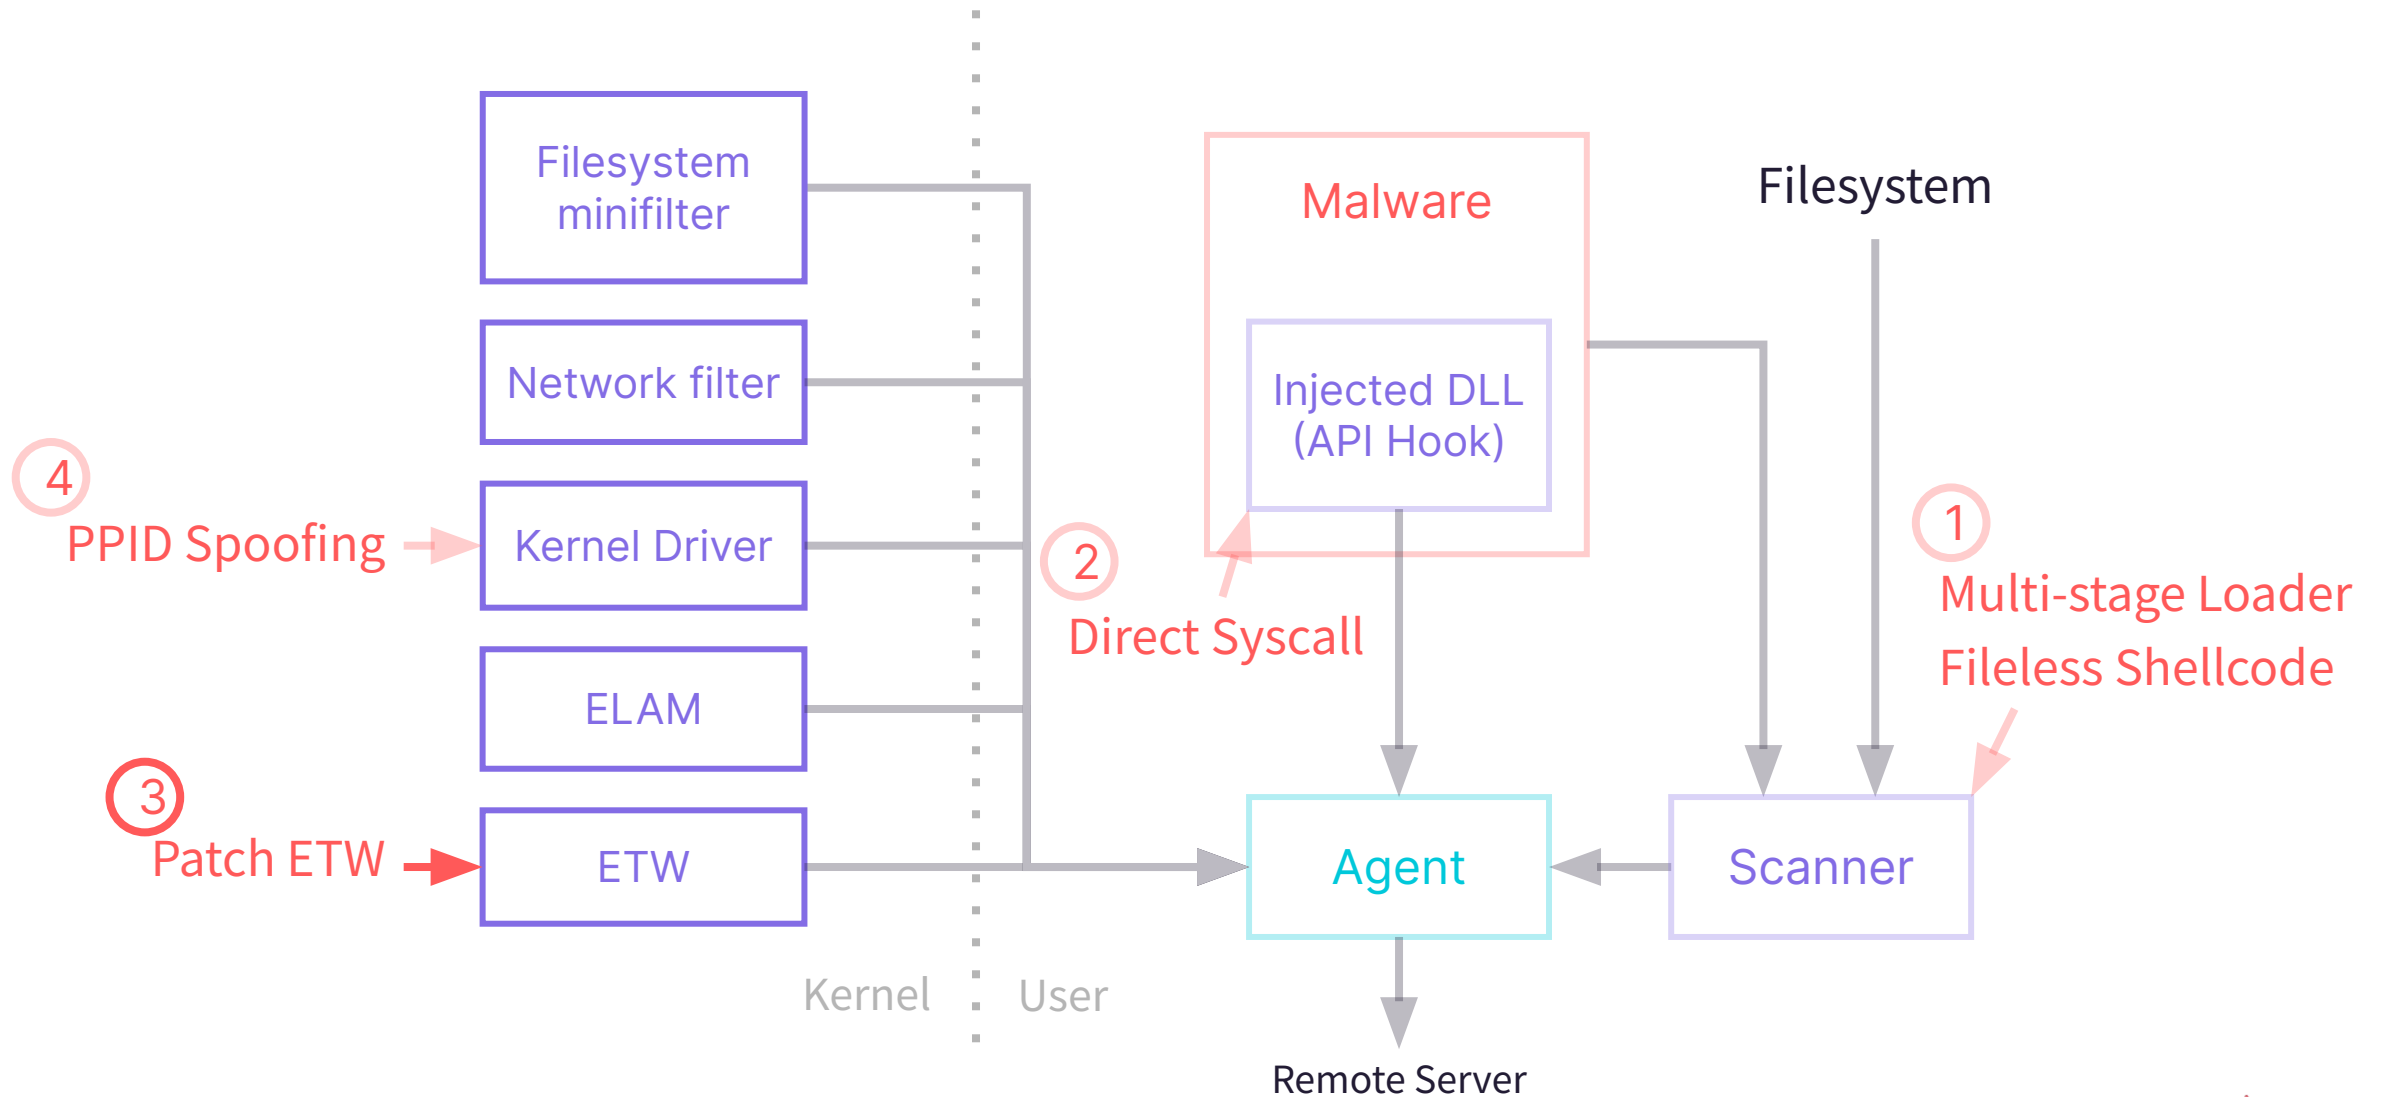 Filesystem
minifilter
Network filter
4
PPID Spoofing
Kernel Driver
ELAM
3
Patch ETW
ETW
Kernel
User
Malware
Injected DLL
(API Hook)
2
Direct Syscall
Filesystem
1
Multi-stage Loader
Fileless Shellcode
Agent
Scanner
Remote Server